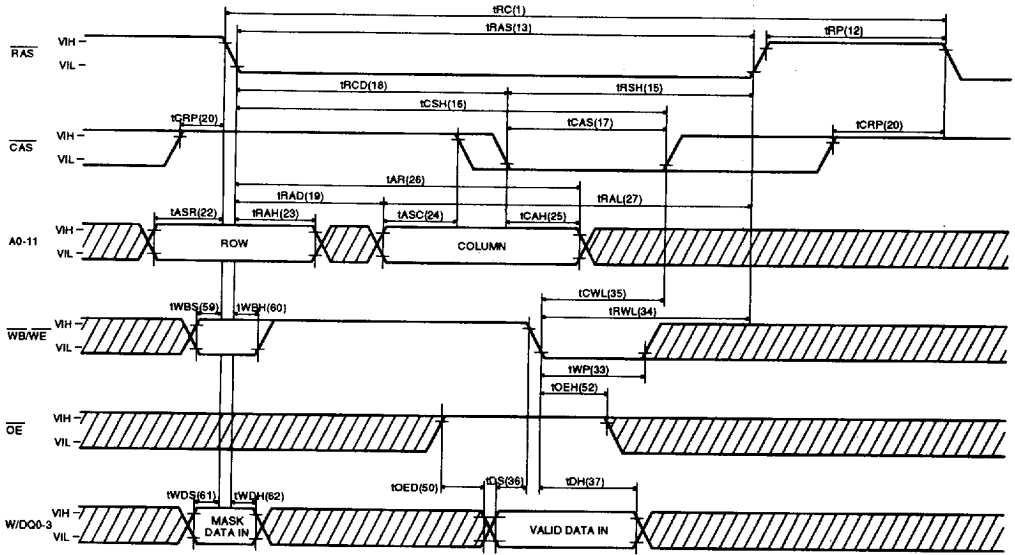 tRC(1)
tRAS(13)
tRP(12)
RAS
VIH
VIL
tRCD(18)
tRSH(15)
tCSH(16)
tCRP(20)
tCAS(17)
tCRP(20)
CAS
VIH
VIL
tAR(26)
tRAD(19)
tRAL(27)
tASR(22)
tRAH(23)
tASC(24)
tCAH(25)
A0-11
VIH
VIL
ROW
COLUMN
tCWL(35)
tWBS(59)
tWBH(60)
tRWL(34)
WB/WE
VIH
VIL
tWP(33)
tOEH(52)
OE
VIH
VIL
tOED(50)
tDS(36)
tDH(37)
tWDS(61)
tWDH(62)
W/DQ0-3
VIH
VIL
MASK
DATA IN
VALID DATA IN